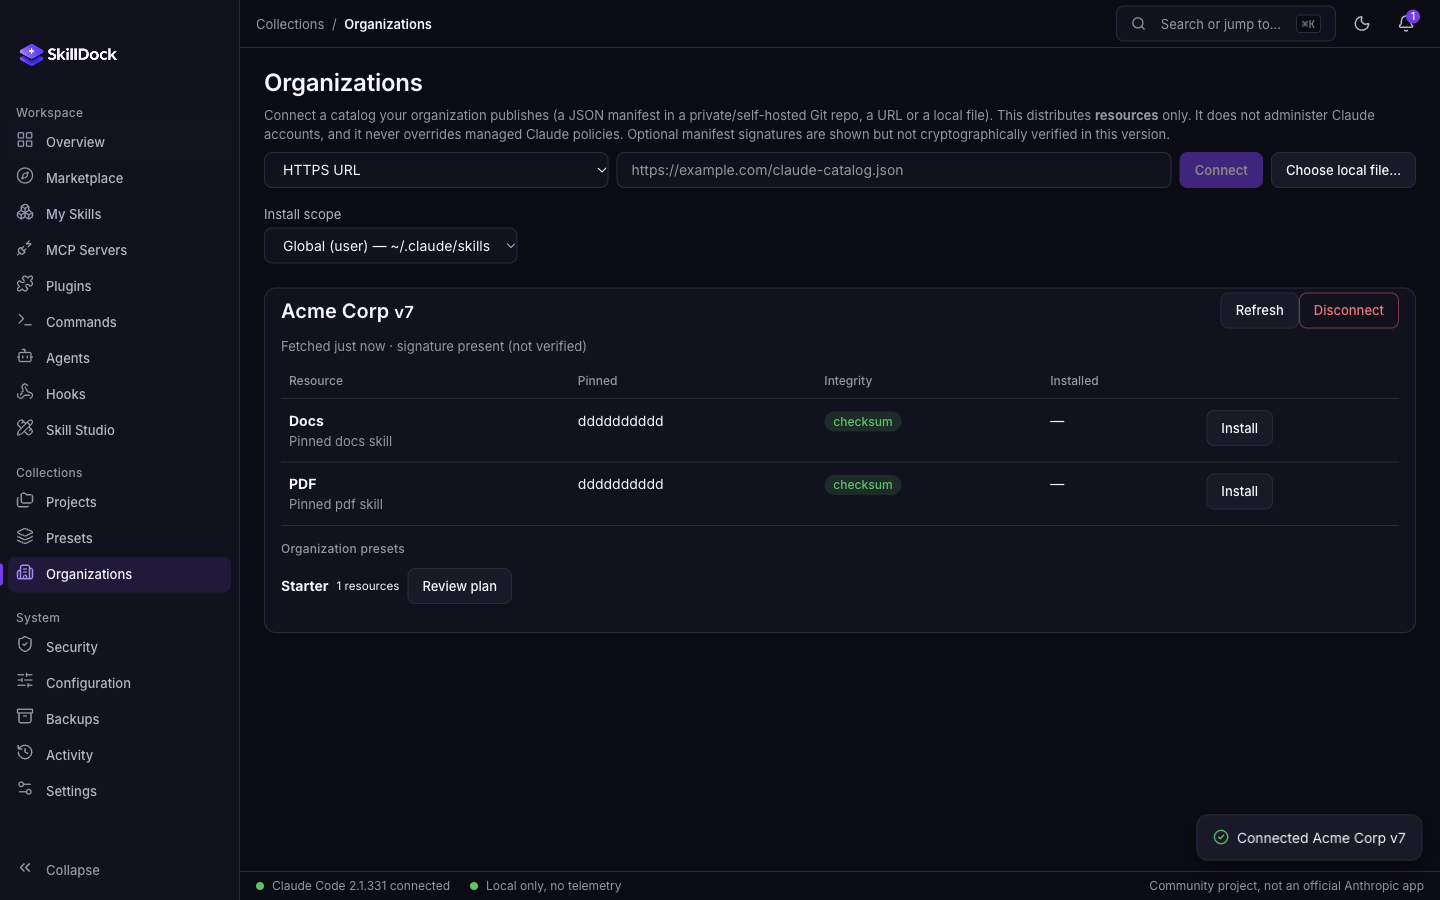 SkillDock
Workspace
Overview
Marketplace
My Skills
MCP Servers
Plugins
Commands
Agents
Hooks
Skill Studio
Collections
Projects
Presets
Organizations
System
Security
Configuration
Backups
Activity
Settings
Collapse
Collections / Organizations
Search or jump to... ⌘K
1
Organizations
Connect a catalog your organization publishes (a JSON manifest in a private/self-hosted Git repo, a URL or a local file). This distributes resources only. It does not administer Claude
accounts, and it never overrides managed Claude policies. Optional manifest signatures are shown but not cryptographically verified in this version.
HTTPS URL
https://example.com/claude-catalog.json
Connect
Choose local file...
Install scope
Global (user) — ~/.claude/skills
Acme Corp v7
Refresh
Disconnect
Fetched just now · signature present (not verified)
Resource Pinned Integrity Installed
Docs dddddddddd checksum — Install
Pinned docs skill
PDF dddddddddd checksum — Install
Pinned pdf skill
Organization presets
Starter 1 resources Review plan
Connected Acme Corp v7
Claude Code 2.1.331 connected
Local only, no telemetry
Community project, not an official Anthropic app